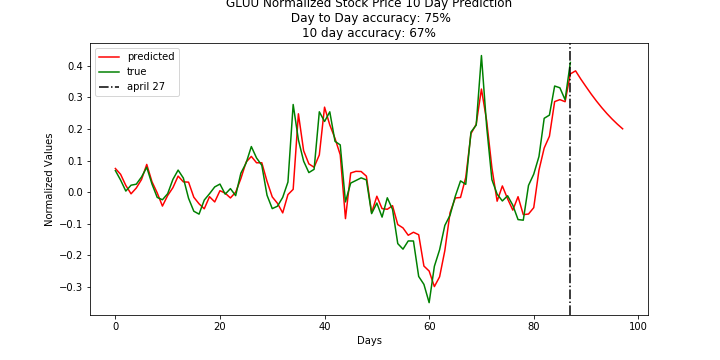 GLUU Normalized Stock Price 10 Day Prediction
Day to Day accuracy: 75%
10 day accuracy: 67%
predicted
true
april 27
Normalized Values
0.4
0.3
0.2
0.1
0.0
−0.1
−0.2
−0.3
0
20
40
60
80
100
Days